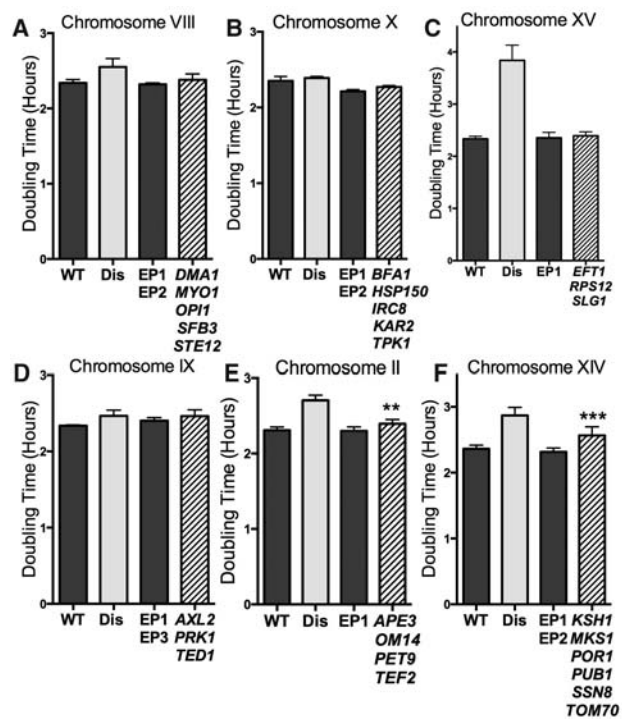 A
Chromosome VIII
Doubling Time (Hours)
3
2
1
0
WT
Dis
EP1
EP2
DMA1
MYO1
OPI1
SFB3
STE12
B
Chromosome X
Doubling Time (Hours)
3
2
1
0
WT
Dis
EP1
EP2
BFA1
HSP150
IRC8
KAR2
TPK1
C
Chromosome XV
Doubling Time (Hours)
4
3
2
1
0
WT
Dis
EP1
EFT1
RPS12
SLG1
D
Chromosome IX
Doubling Time (Hours)
3
2
1
0
WT
Dis
EP1
EP3
AXL2
PRK1
TED1
E
Chromosome II
Doubling Time (Hours)
3
2
1
0
**
WT
Dis
EP1
APE3
OM14
PET9
TEF2
F
Chromosome XIV
Doubling Time (Hours)
3
2
1
0
***
WT
Dis
EP1
EP2
KSH1
MKS1
POR1
PUB1
SSN8
TOM70